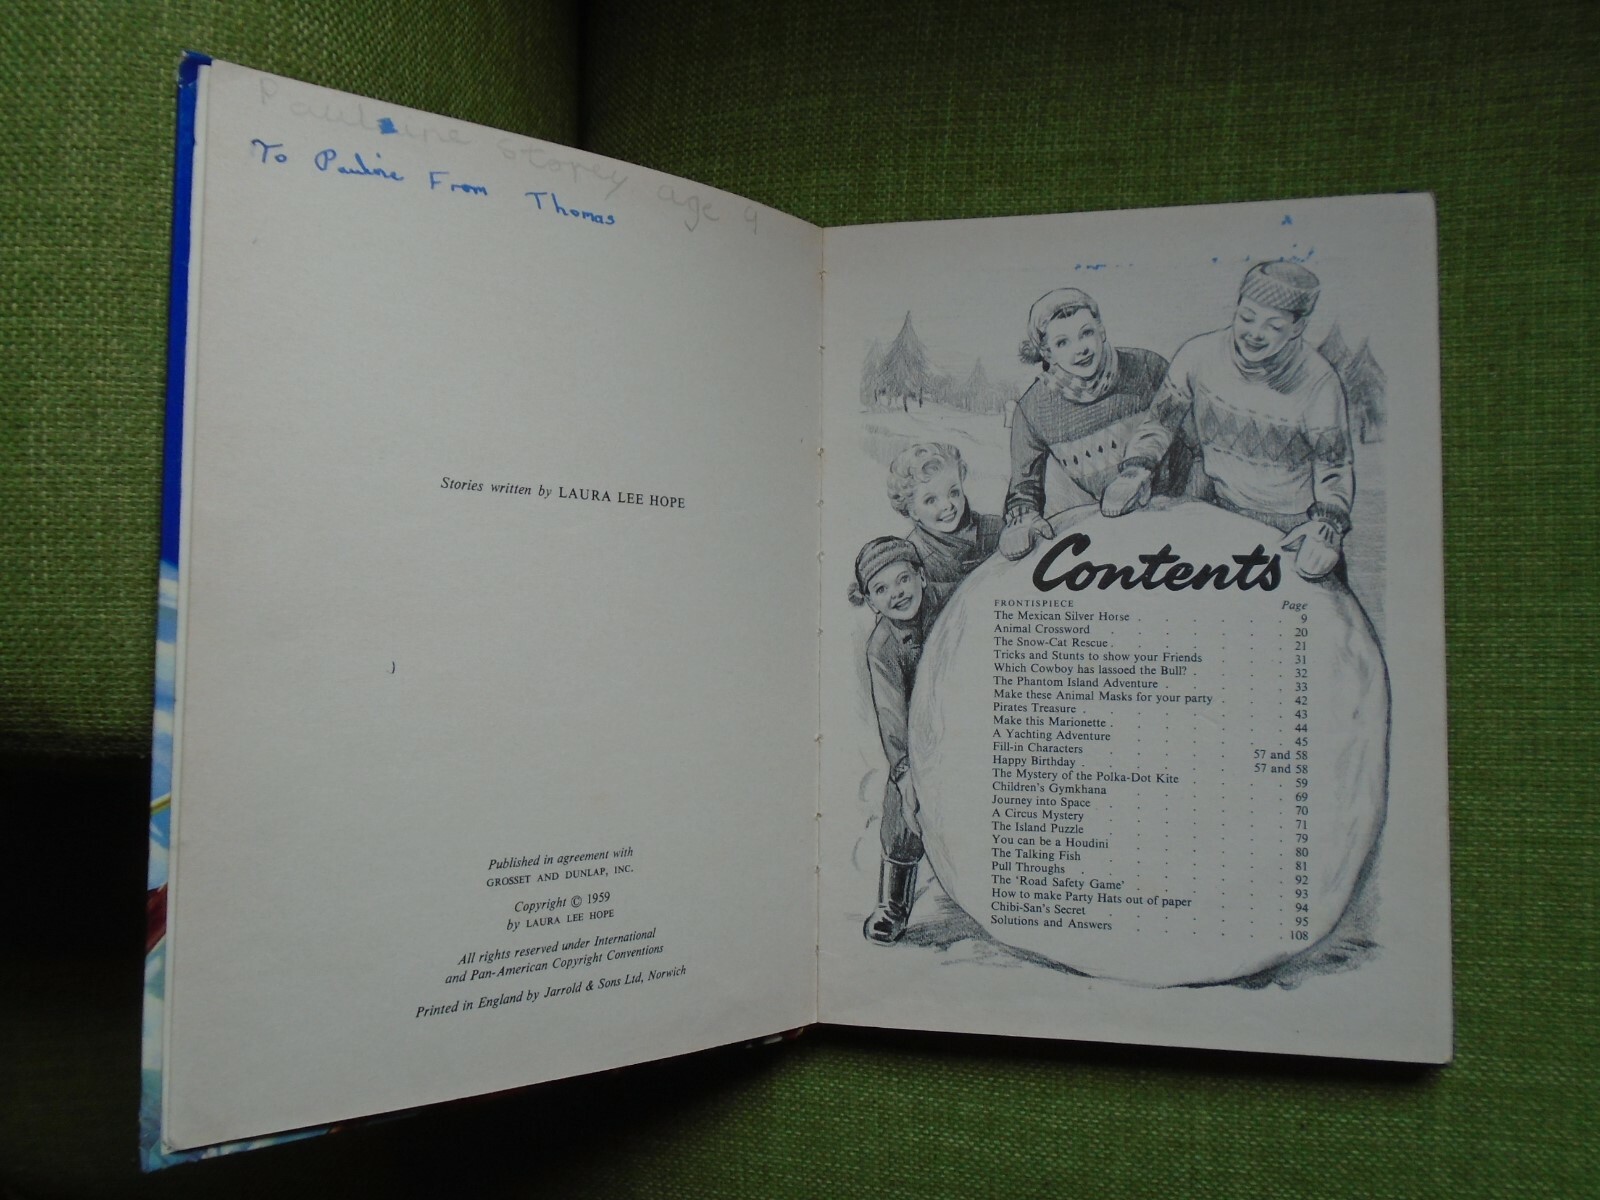 Pauline Storey age 9
To Pauline From Thomas
Stories written by LAURA LEE HOPE
Published in agreement with
GROSSET AND DUNLAP, INC.
Copyright © 1959
by LAURA LEE HOPE
All rights reserved under International
and Pan-American Copyright Conventions
Printed in England by Jarrold & Sons Ltd, Norwich
Contents
FRONTISPIECE Page
The Mexican Silver Horse . . . . . . 9
Animal Crossword . . . . . . 20
The Snow-Cat Rescue . . . . . . 21
Tricks and Stunts to show your Friends . . . 31
Which Cowboy has lassoed the Bull? . . . . 32
The Phantom Island Adventure . . . . . 33
Make these Animal Masks for your party . . . 42
Pirates Treasure . . . . . . 43
Make this Marionette . . . . . . 44
A Yachting Adventure . . . . . . 45
Fill-in Characters . . . . . 57 and 58
Happy Birthday . . . . . 57 and 58
The Mystery of the Polka-Dot Kite . . . . 59
Children's Gymkhana . . . . . . 69
Journey into Space . . . . . . 70
A Circus Mystery . . . . . . 71
The Island Puzzle . . . . . . 79
You can be a Houdini . . . . . . 80
The Talking Fish . . . . . . 81
Pull Throughs . . . . . . 92
The 'Road Safety Game' . . . . . . 93
How to make Party Hats out of paper . . . . 94
Chibi-San's Secret . . . . . . 95
Solutions and Answers . . . . . . 108